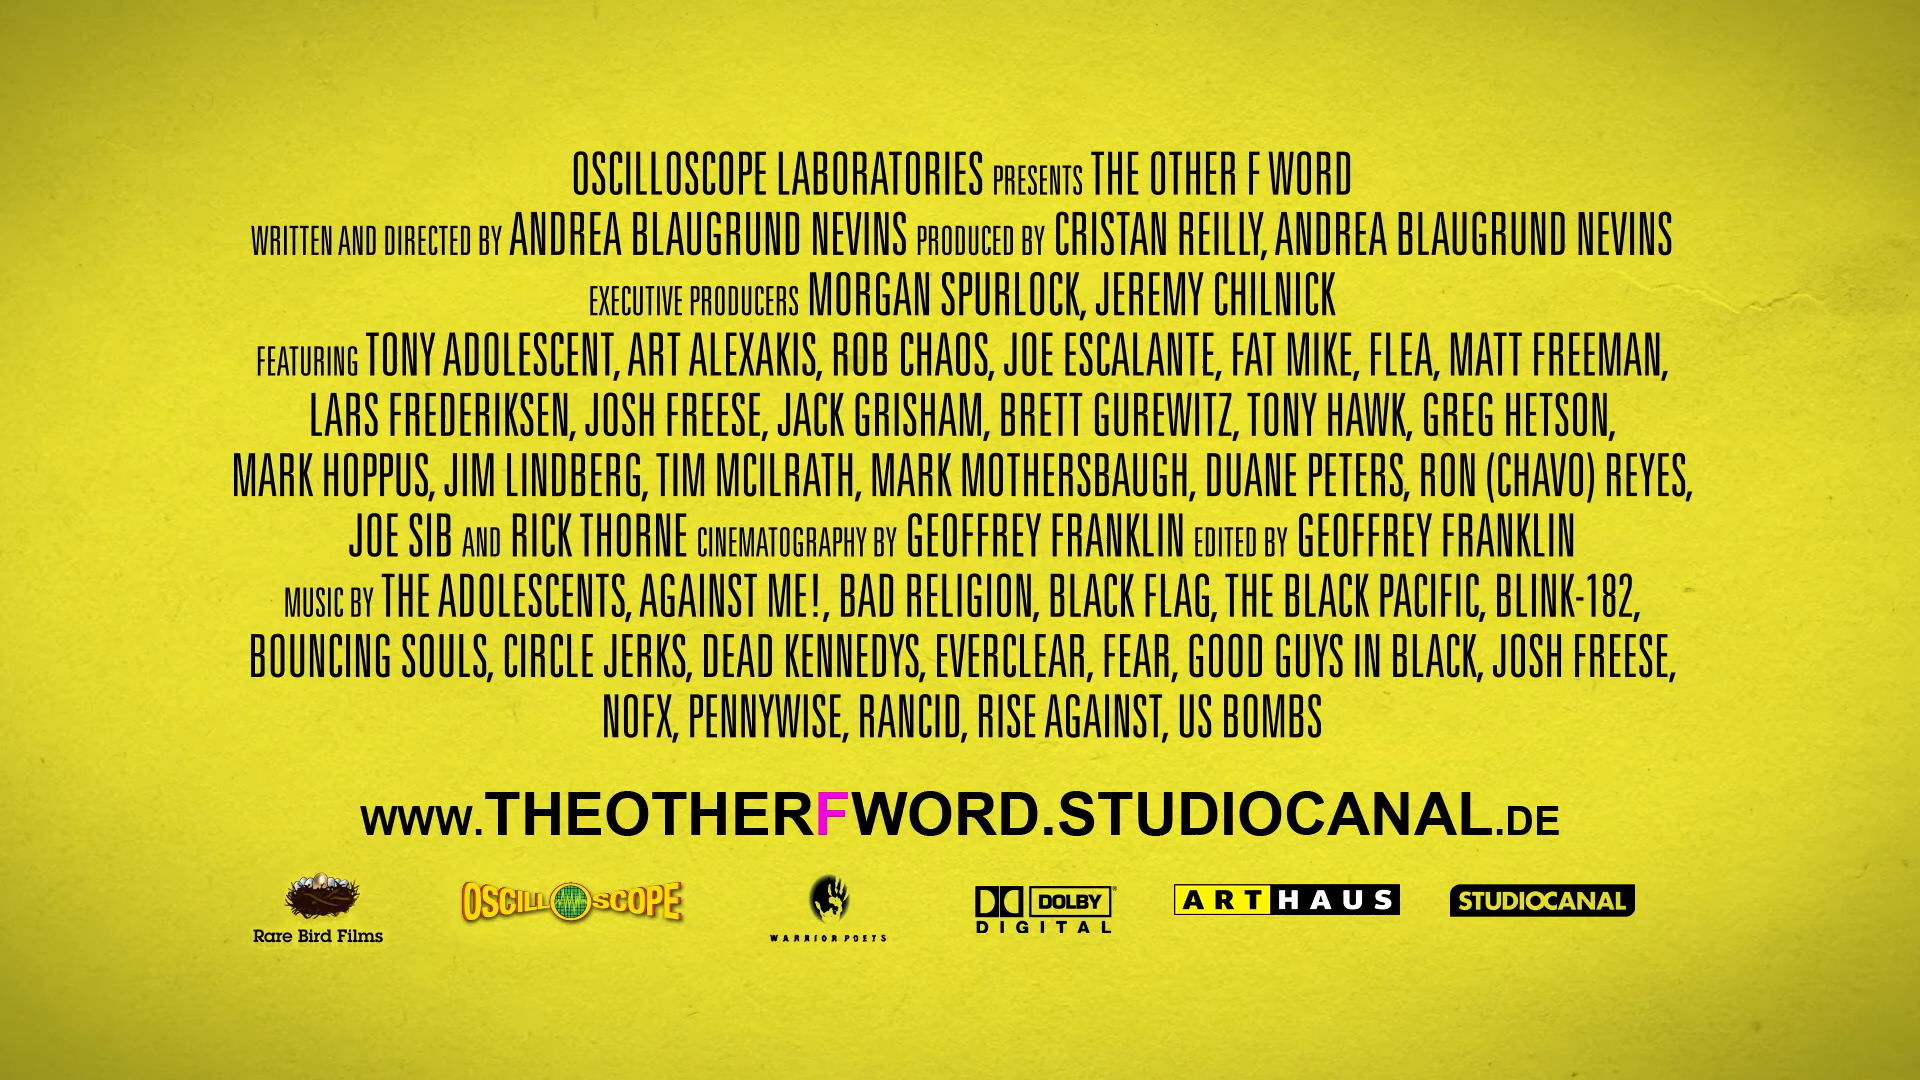 OSCILLOSCOPE LABORATORIES PRESENTS THE OTHER F WORD
WRITTEN AND DIRECTED BY ANDREA BLAUGRUND NEVINS PRODUCED BY CRISTAN REILLY, ANDREA BLAUGRUND NEVINS
EXECUTIVE PRODUCERS MORGAN SPURLOCK, JEREMY CHILNICK
FEATURING TONY ADOLESCENT, ART ALEXAKIS, ROB CHAOS, JOE ESCALANTE, FAT MIKE, FLEA, MATT FREEMAN,
LARS FREDERIKSEN, JOSH FREESE, JACK GRISHAM, BRETT GUREWITZ, TONY HAWK, GREG HETSON,
MARK HOPPUS, JIM LINDBERG, TIM MCILRATH, MARK MOTHERSBAUGH, DUANE PETERS, RON (CHAVO) REYES,
JOE SIB AND RICK THORNE CINEMATOGRAPHY BY GEOFFREY FRANKLIN EDITED BY GEOFFREY FRANKLIN
MUSIC BY THE ADOLESCENTS, AGAINST ME!, BAD RELIGION, BLACK FLAG, THE BLACK PACIFIC, BLINK-182,
BOUNCING SOULS, CIRCLE JERKS, DEAD KENNEDYS, EVERCLEAR, FEAR, GOOD GUYS IN BLACK, JOSH FREESE,
NOFX, PENNYWISE, RANCID, RISE AGAINST, US BOMBS
WWW.THEOTHERFWORD.STUDIOCANAL.DE
Rare Bird Films
OSCILLOSCOPE
WARRIOR POETS
DOLBY®
DIGITAL
ARTHAUS
STUDIOCANAL